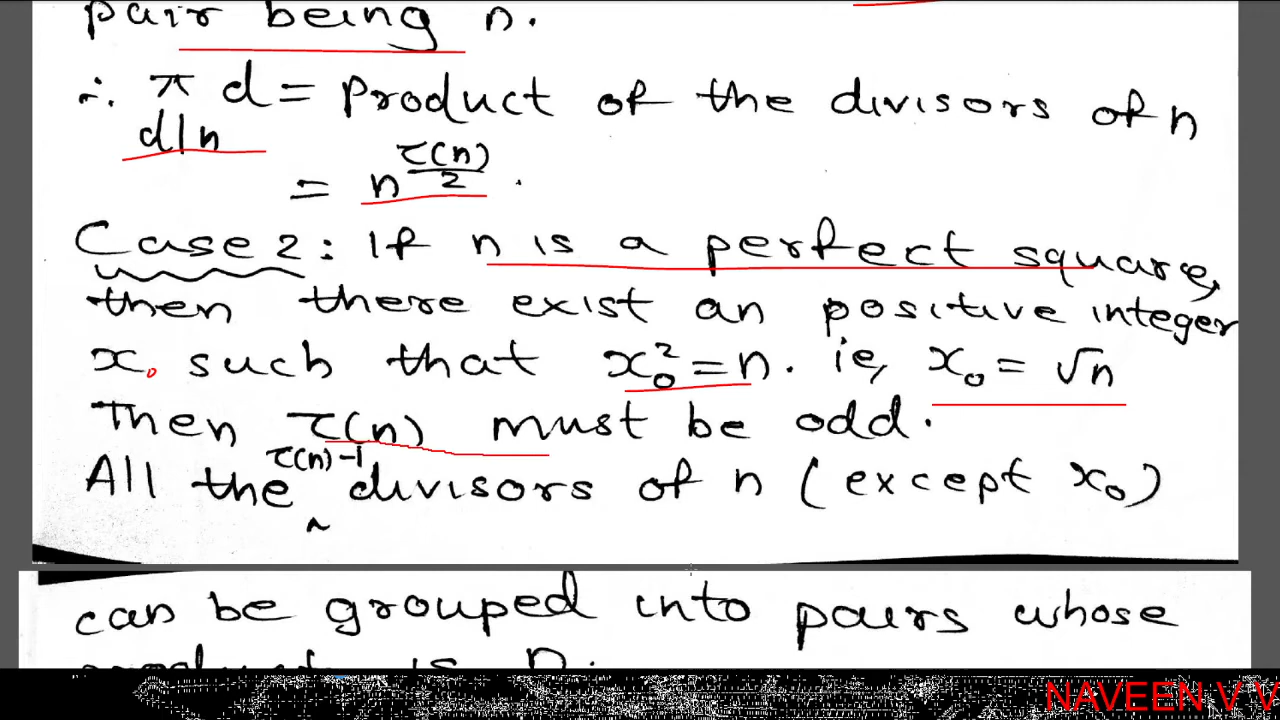 pair being n.
∴ π d = Product of the divisors of n
d|n
= n^(τ(n)/2) .
Case 2: If n is a perfect square,
then there exist an positive integer
x₀ such that x₀² = n. ie, x₀ = √n
Then τ(n) must be odd.
τ(n)-1
All the divisors of n (except x₀)
can be grouped into pairs whose
product is n.
NAVEEN V V